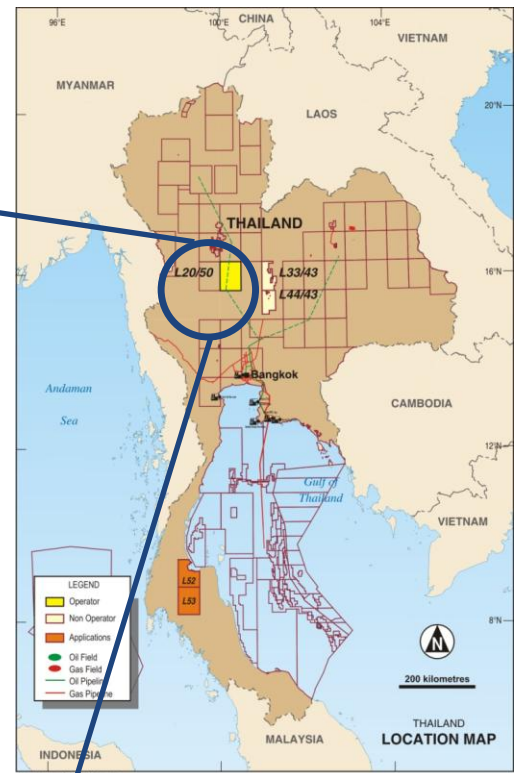 96°E
100°E
CHINA
104°E
VIETNAM
MYANMAR
20°N
LAOS
THAILAND
L20/50
L33/43
16°N
L44/43
Bangkok
Andaman
Sea
CAMBODIA
12°N
Gulf of
Thailand
VIETNAM
LEGEND
Operator
Non Operator
Applications
Oil Field
Gas Field
Oil Pipeline
Gas Pipeline
L52
L53
8°N
N
200 kilometres
THAILAND
LOCATION MAP
MALAYSIA
INDONESIA